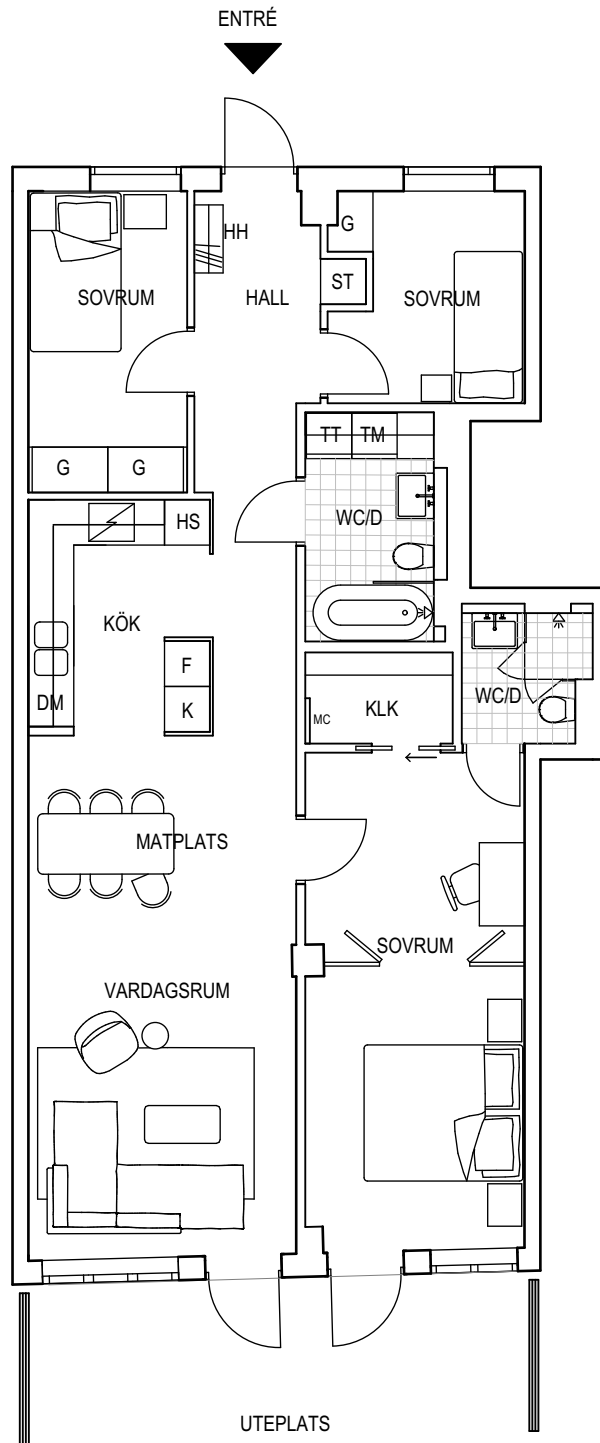 ENTRÉ
HH
G
ST
SOVRUM
HALL
SOVRUM
TT
TM
G
G
HS
WC/D
KÖK
F
K
DM
WC/D
MC
KLK
MATPLATS
SOVRUM
VARDAGSRUM
UTEPLATS